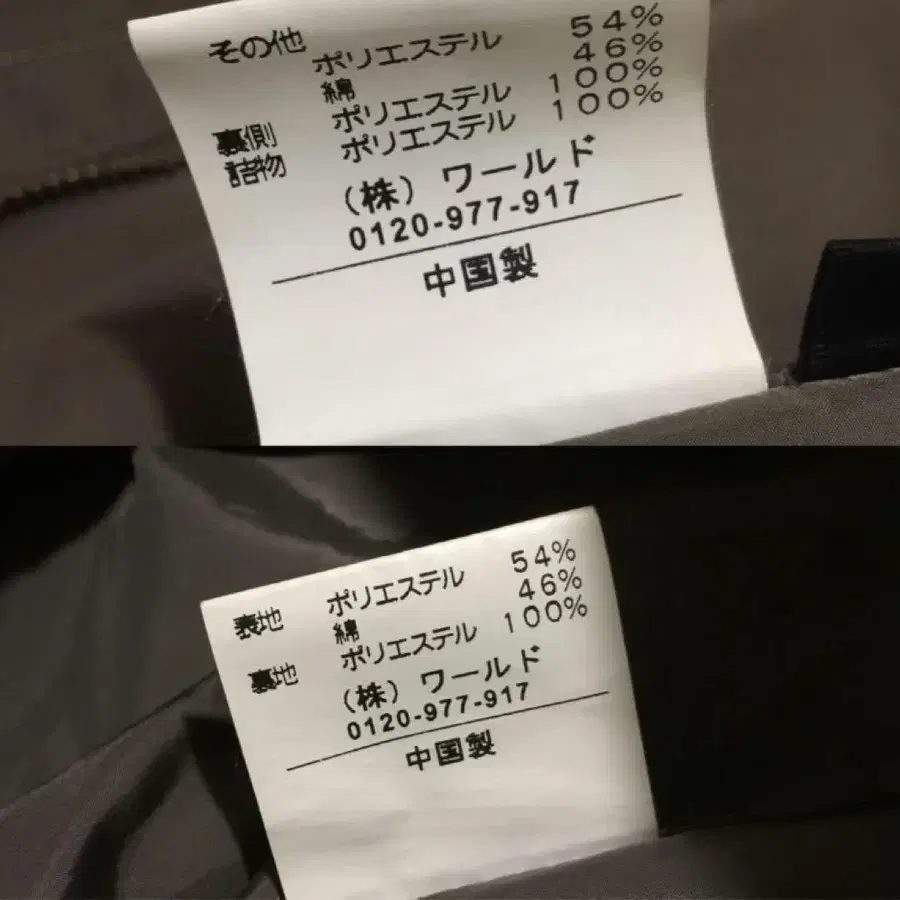 その他 ポリエステル 54%
綿 46%
裏側 ポリエステル 100%
詰物 ポリエステル 100%
(株) ワールド
0120-977-917
中国製
表地 ポリエステル 54%
綿 46%
裏地 ポリエステル 100%
(株) ワールド
0120-977-917
中国製